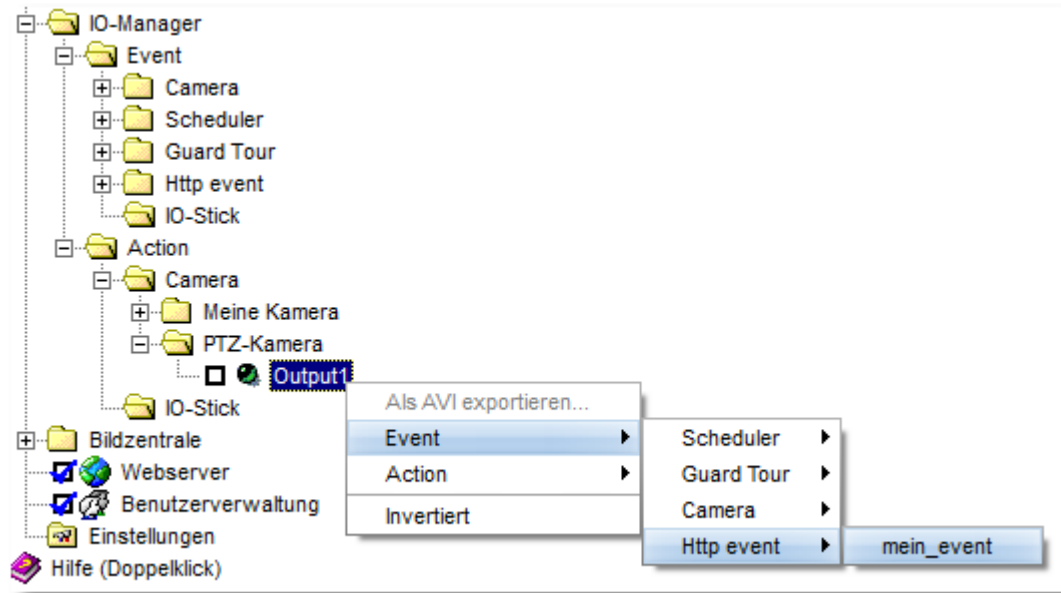 IO-Manager
Event
Camera
Scheduler
Guard Tour
Http event
IO-Stick
Action
Camera
Meine Kamera
PTZ-Kamera
Output1
IO-Stick
Bildzentrale
Webserver
Benutzerverwaltung
Einstellungen
Hilfe (Doppelklick)
Als AVI exportieren...
Event
Action
Invertiert
Scheduler
Guard Tour
Camera
Http event
mein_event